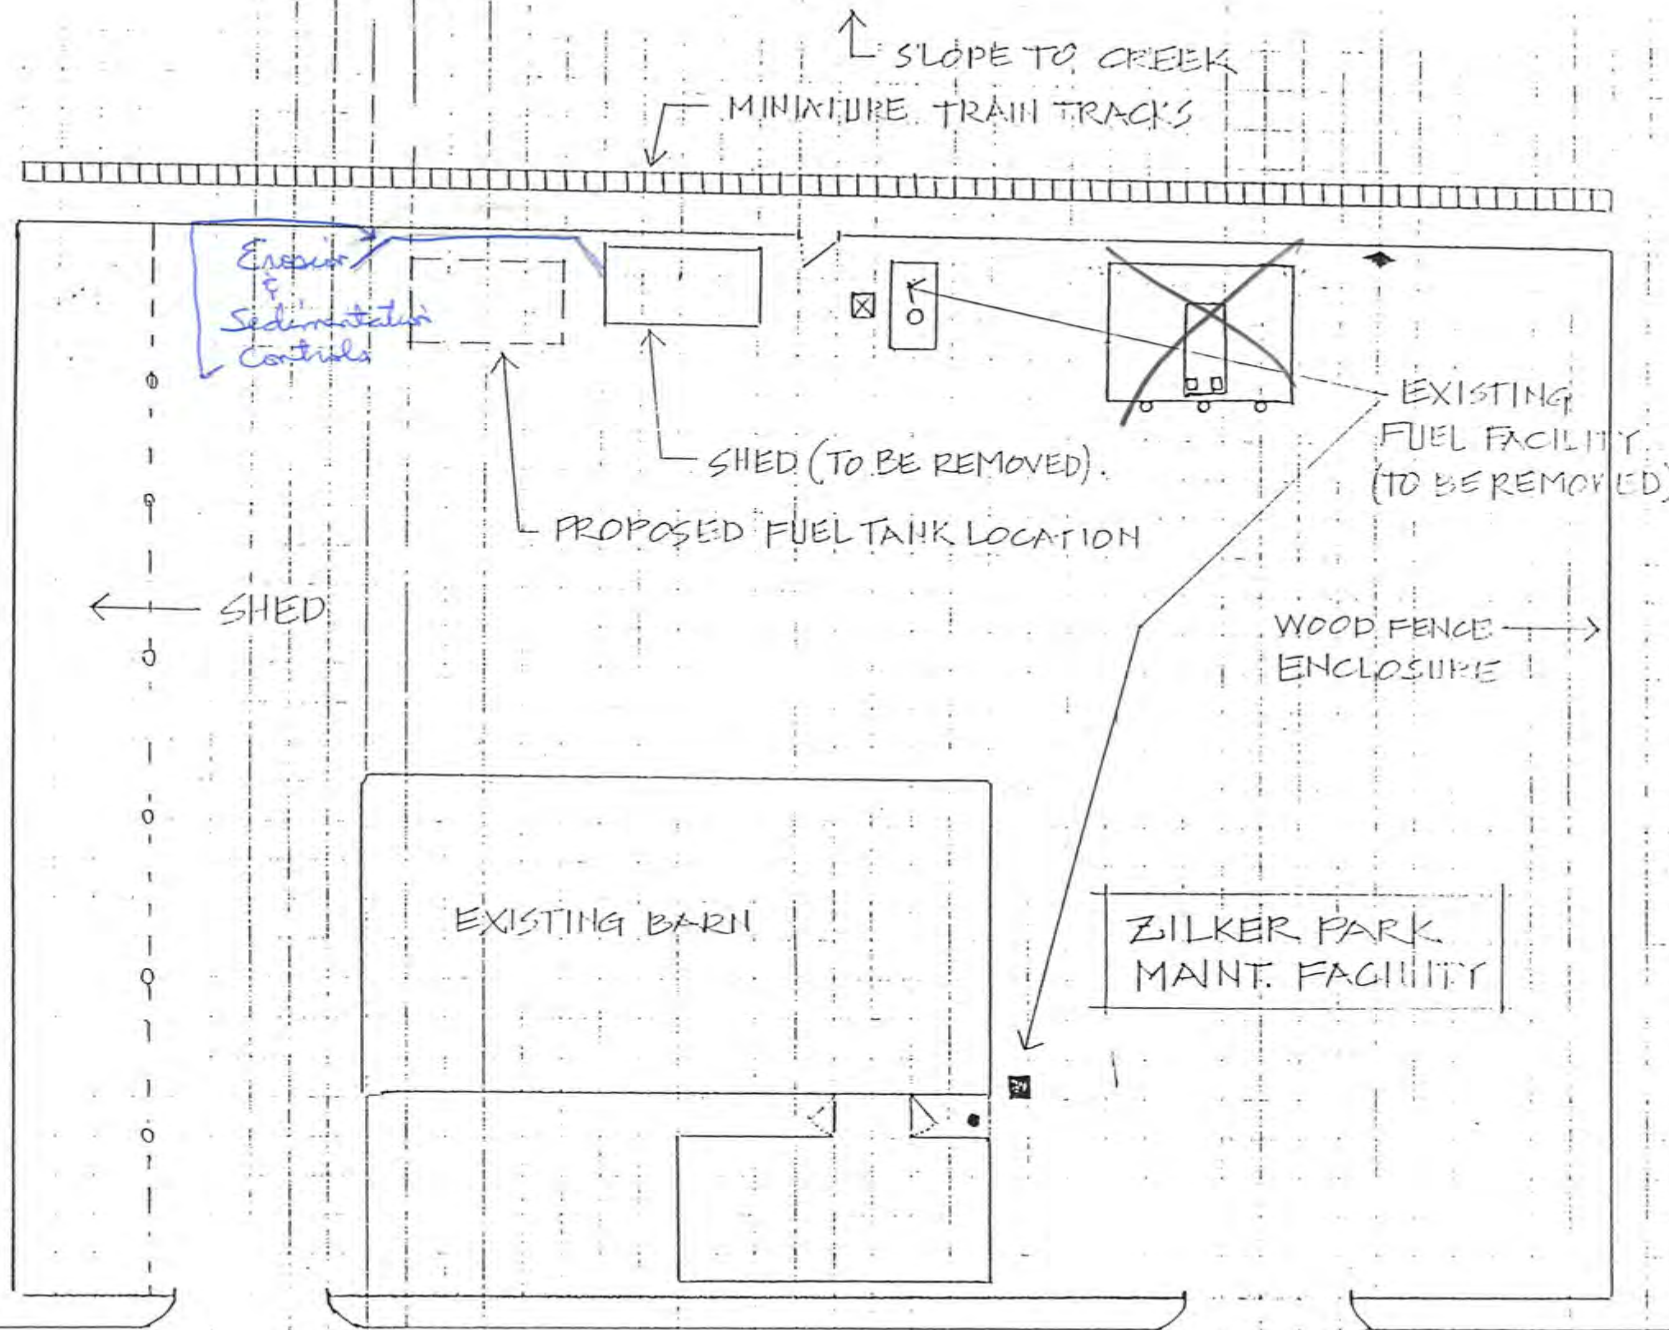 SLOPE TO CREEK
MINIATURE TRAIN TRACKS
Erosion
&
Sedimentation
Controls
EXISTING
FUEL FACILITY
(TO BE REMOVED)
SHED (TO BE REMOVED).
PROPOSED FUEL TANK LOCATION
SHED
WOOD FENCE
ENCLOSURE
EXISTING BARN
ZILKER PARK
MAINT. FACILITY